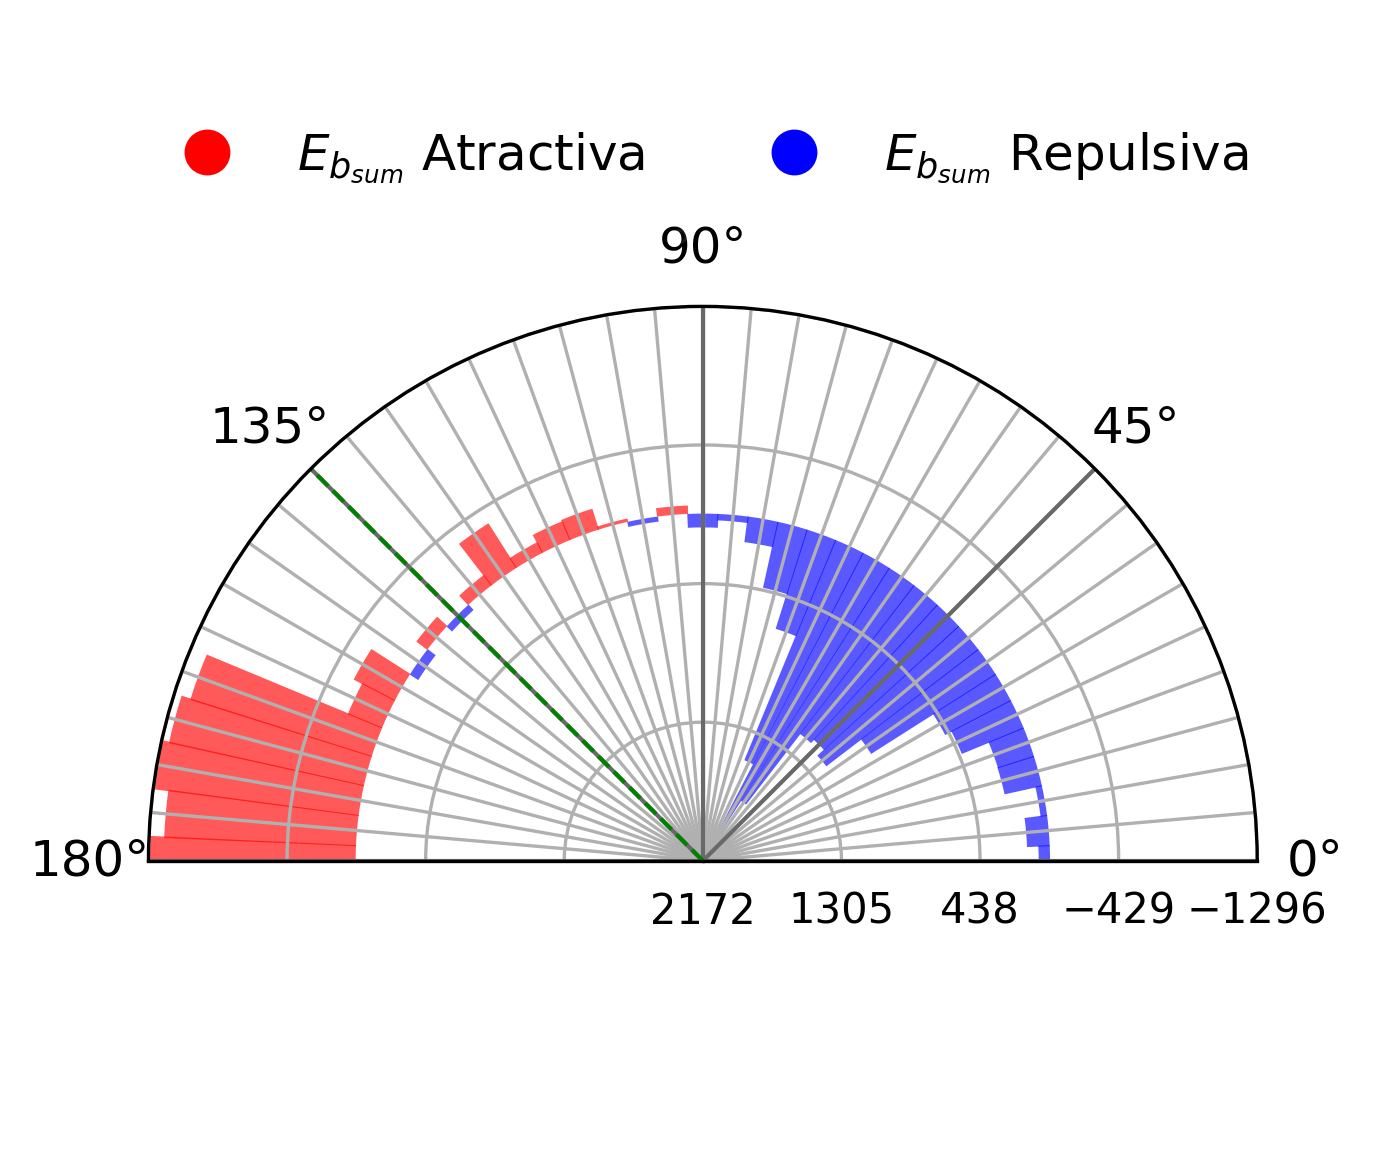 E_{b_{sum}} Atractiva E_{b_{sum}} Repulsiva
90°
135° 45°
180° 0°
2172 1305 438 −429 −1296